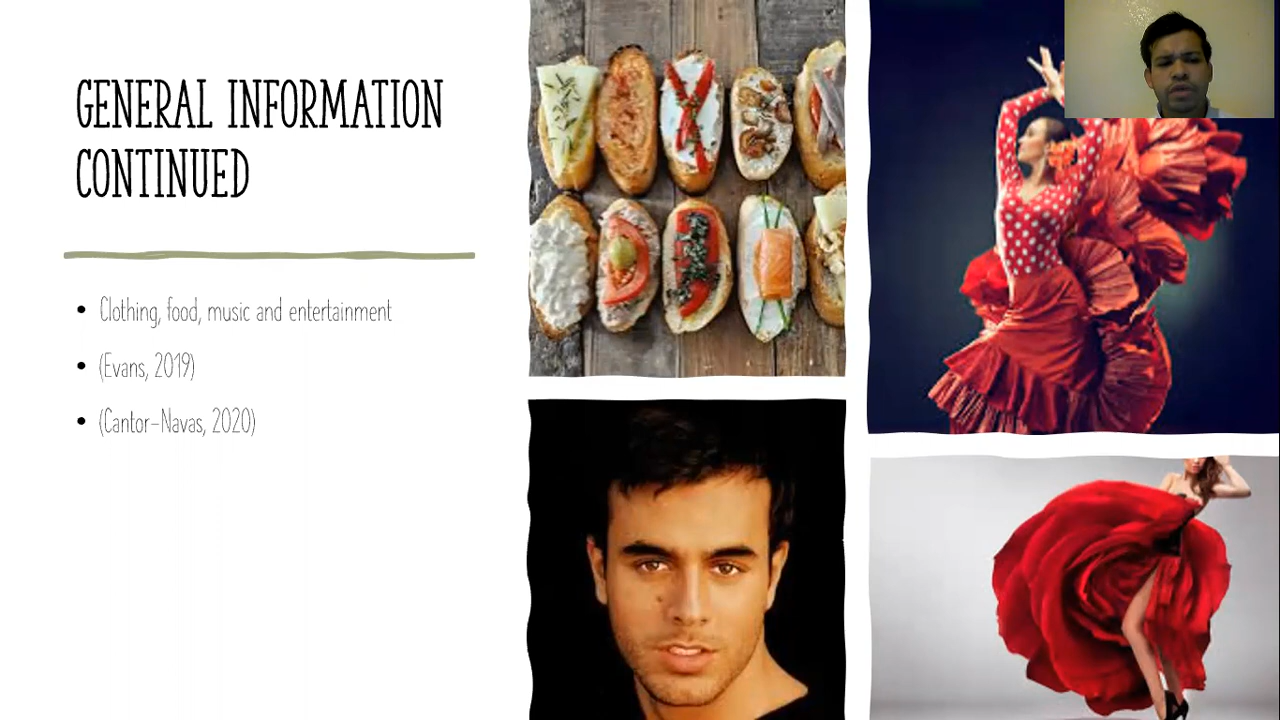 GENERAL INFORMATION
CONTINUED
• Clothing, food, music and entertainment
• (Evans, 2019)
• (Cantor-Navas, 2020)